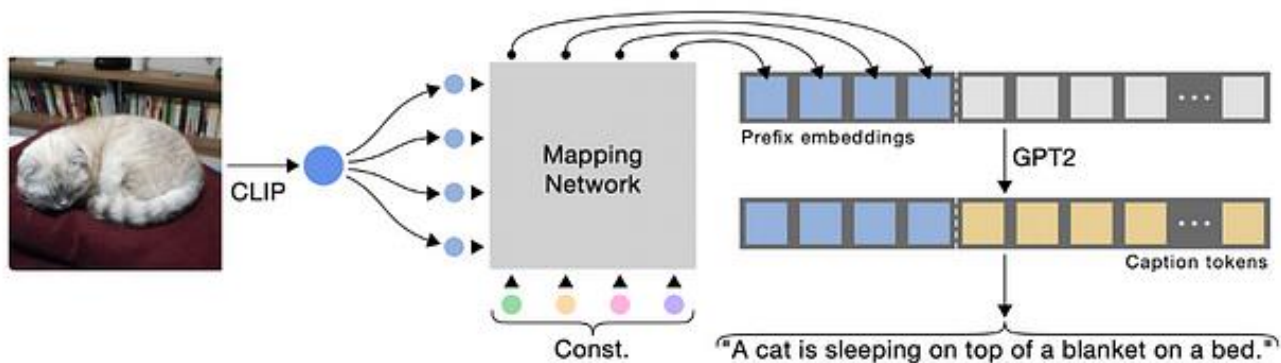 CLIP
Mapping
Network
Const.
Prefix embeddings
GPT2
Caption tokens
"A cat is sleeping on top of a blanket on a bed."